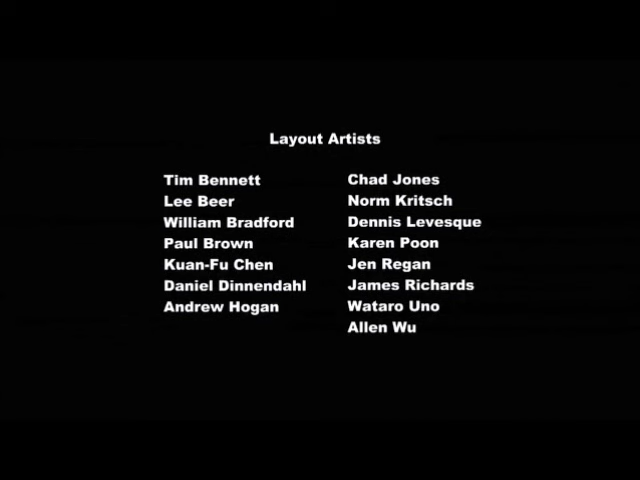 Layout Artists
Tim Bennett
Lee Beer
William Bradford
Paul Brown
Kuan-Fu Chen
Daniel Dinnendahl
Andrew Hogan
Chad Jones
Norm Kritsch
Dennis Levesque
Karen Poon
Jen Regan
James Richards
Wataro Uno
Allen Wu